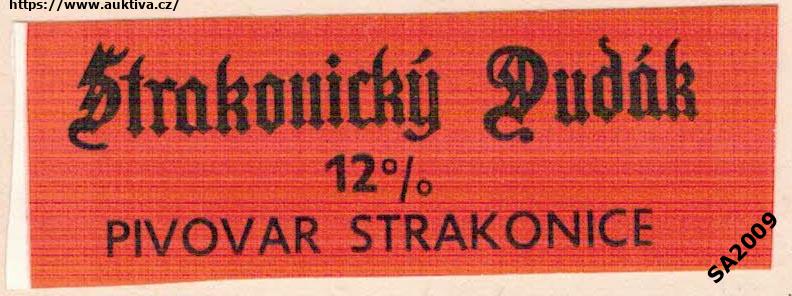 https://www.auktiva.cz/
Strakonický Dudák
12%
PIVOVAR STRAKONICE
SA2009